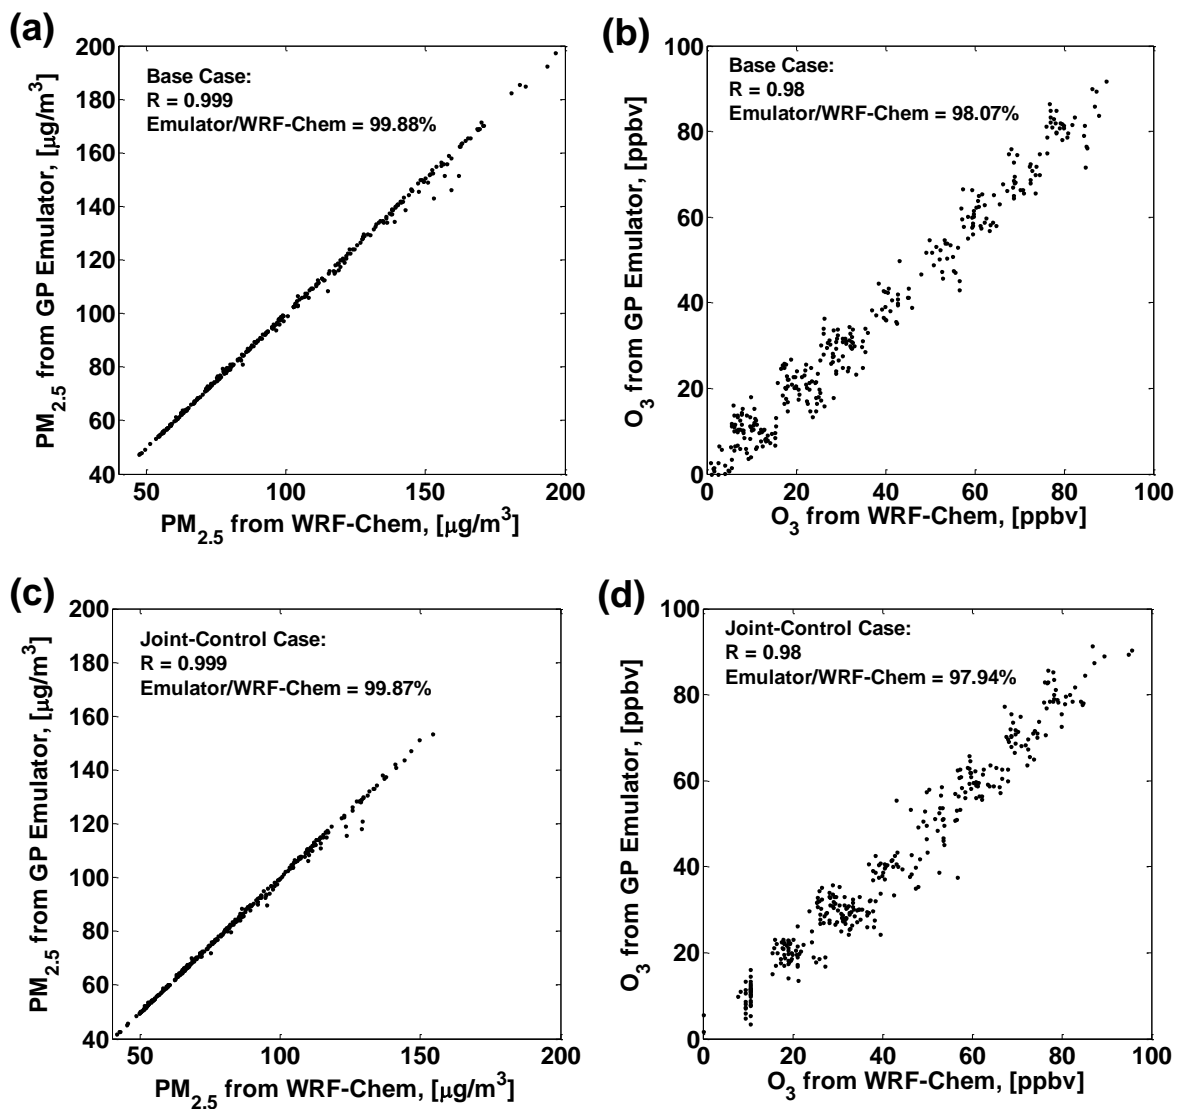 (a)
200
180
160
140
120
100
80
60
40
PM2.5 from GP Emulator, [μg/m3]
Base Case:
R = 0.999
Emulator/WRF-Chem = 99.88%
50
100
150
200
PM2.5 from WRF-Chem, [μg/m3]
(b)
100
80
60
40
20
0
O3 from GP Emulator, [ppbv]
Base Case:
R = 0.98
Emulator/WRF-Chem = 98.07%
0
20
40
60
80
100
O3 from WRF-Chem, [ppbv]
(c)
200
180
160
140
120
100
80
60
40
PM2.5 from GP Emulator, [μg/m3]
Joint-Control Case:
R = 0.999
Emulator/WRF-Chem = 99.87%
50
100
150
200
PM2.5 from WRF-Chem, [μg/m3]
(d)
100
80
60
40
20
0
O3 from GP Emulator, [ppbv]
Joint-Control Case:
R = 0.98
Emulator/WRF-Chem = 97.94%
0
20
40
60
80
100
O3 from WRF-Chem, [ppbv]